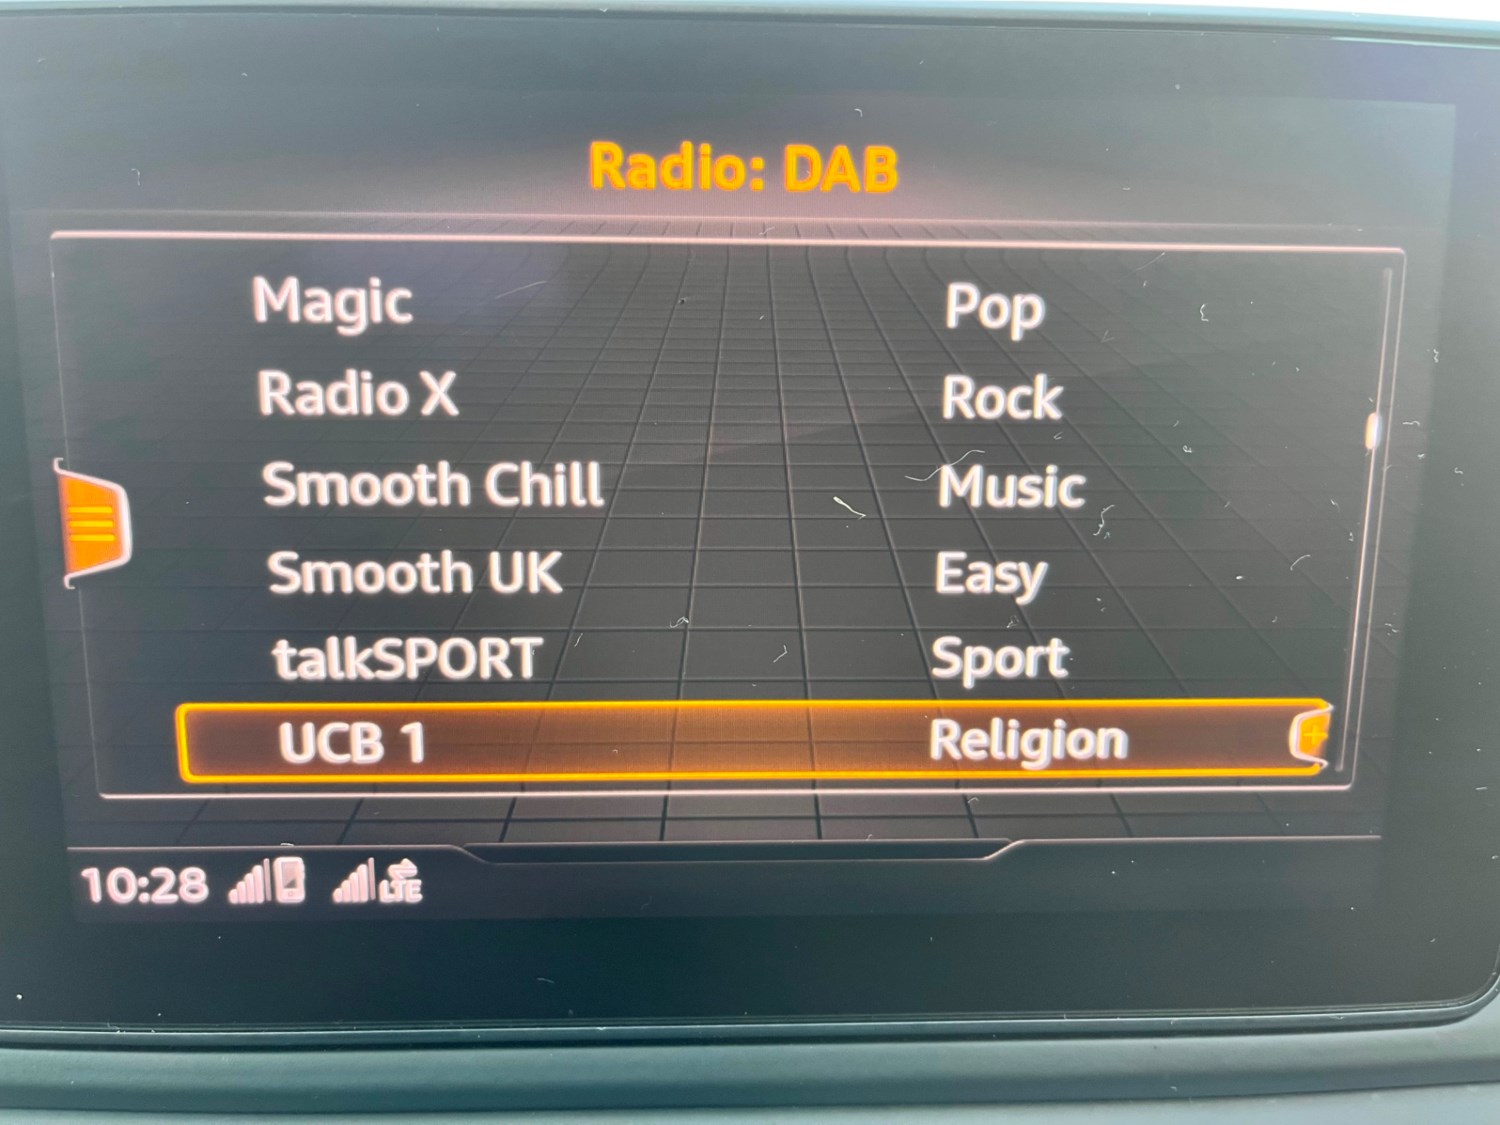 Radio: DAB
Magic Pop
Radio X Rock
Smooth Chill Music
Smooth UK Easy
talkSPORT Sport
UCB 1 Religion
10:28 LTE